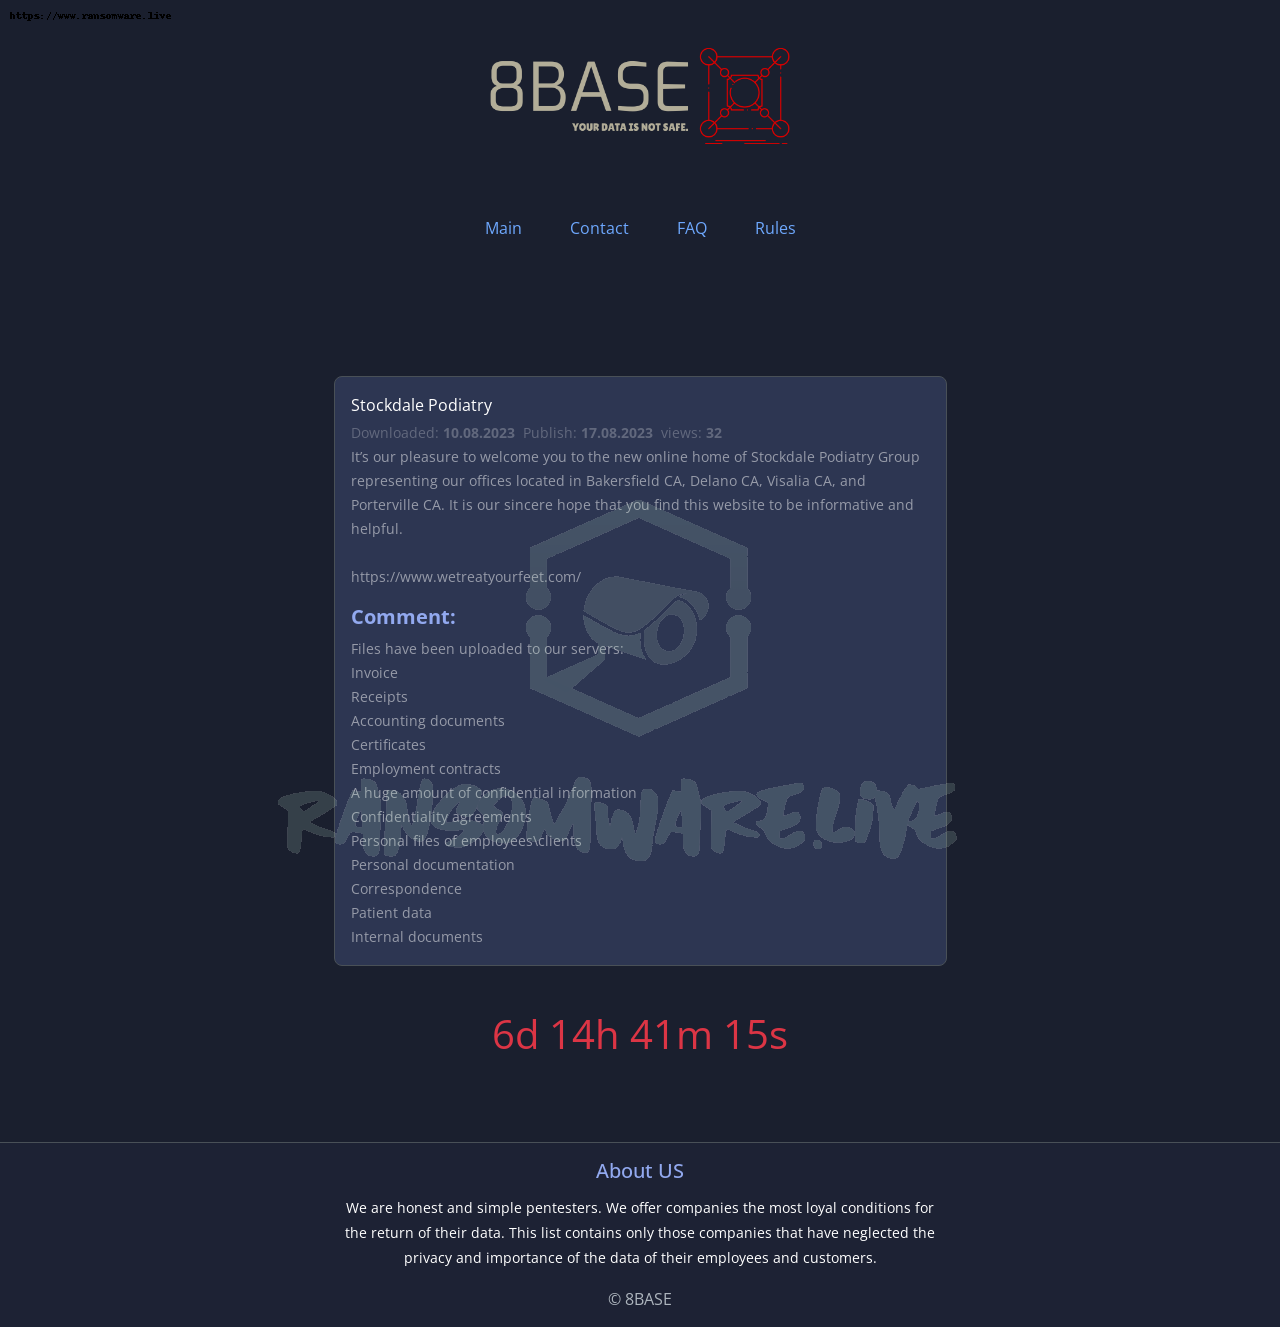 https://www.ransomware.live
8BASE
YOUR DATA IS NOT SAFE.
Main Contact FAQ Rules
Stockdale Podiatry
Downloaded: 10.08.2023 Publish: 17.08.2023 views: 32
It’s our pleasure to welcome you to the new online home of Stockdale Podiatry Group
representing our offices located in Bakersfield CA, Delano CA, Visalia CA, and
Porterville CA. It is our sincere hope that you find this website to be informative and
helpful.
https://www.wetreatyourfeet.com/
Comment:
Files have been uploaded to our servers:
Invoice
Receipts
Accounting documents
Certificates
Employment contracts
A huge amount of confidential information
RANSOMWARE.LIVE
Confidentiality agreements
Personal files of employees\clients
Personal documentation
Correspondence
Patient data
Internal documents
6d 14h 41m 15s
About US
We are honest and simple pentesters. We offer companies the most loyal conditions for
the return of their data. This list contains only those companies that have neglected the
privacy and importance of the data of their employees and customers.
© 8BASE